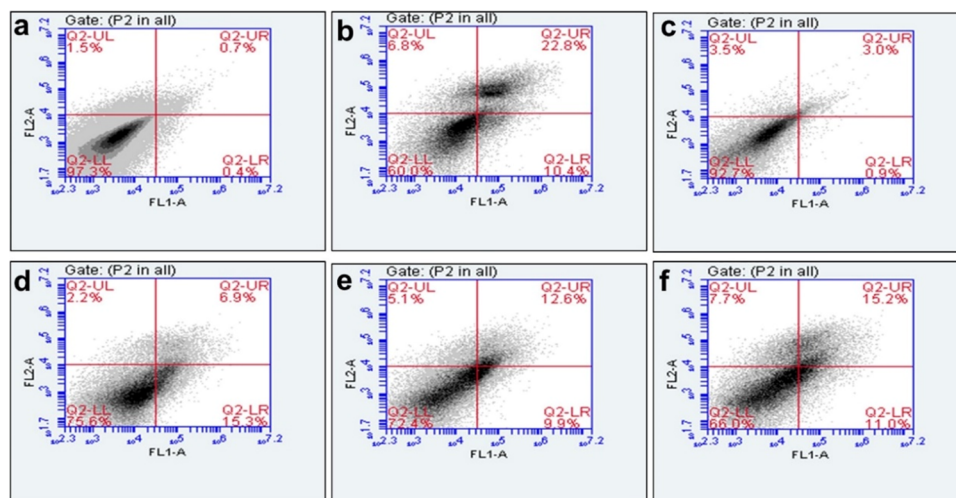 a
Gate: (P2 in all)
Q2-UL Q2-UR
1.5% 0.7%
FL2-A
Q2-LL Q2-LR
97.3% 0.4%
FL1-A
b
Gate: (P2 in all)
Q2-UL Q2-UR
6.8% 22.8%
FL2-A
Q2-LL Q2-LR
60.0% 10.4%
FL1-A
c
Gate: (P2 in all)
Q2-UL Q2-UR
3.5% 3.0%
FL2-A
Q2-LL Q2-LR
92.7% 0.9%
FL1-A
d
Gate: (P2 in all)
Q2-UL Q2-UR
2.2% 6.9%
FL2-A
Q2-LL Q2-LR
75.6% 15.3%
FL1-A
e
Gate: (P2 in all)
Q2-UL Q2-UR
5.1% 12.6%
FL2-A
Q2-LL Q2-LR
72.4% 9.9%
FL1-A
f
Gate: (P2 in all)
Q2-UL Q2-UR
7.7% 15.2%
FL2-A
Q2-LL Q2-LR
66.0% 11.0%
FL1-A